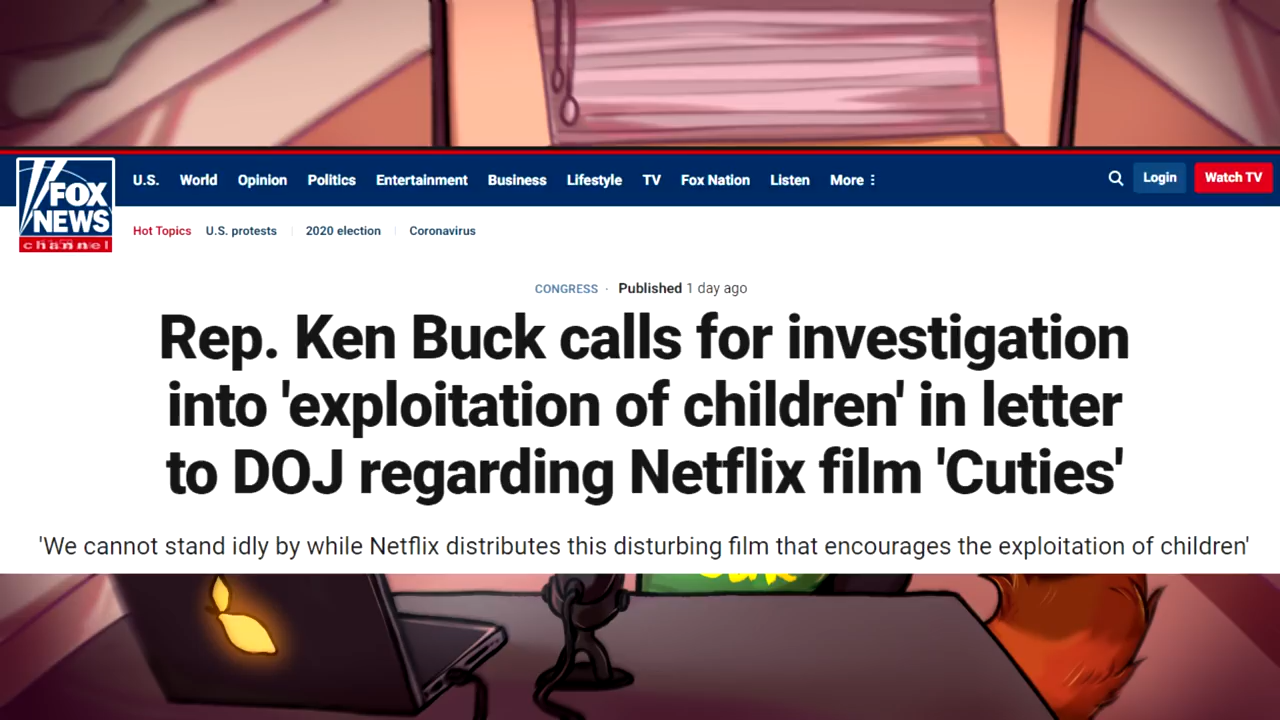 FOX
NEWS
channel
U.S. World Opinion Politics Entertainment Business Lifestyle TV Fox Nation Listen More Login Watch TV
Hot Topics U.S. protests 2020 election Coronavirus
CONGRESS · Published 1 day ago
Rep. Ken Buck calls for investigation
into 'exploitation of children' in letter
to DOJ regarding Netflix film 'Cuties'
'We cannot stand idly by while Netflix distributes this disturbing film that encourages the exploitation of children'